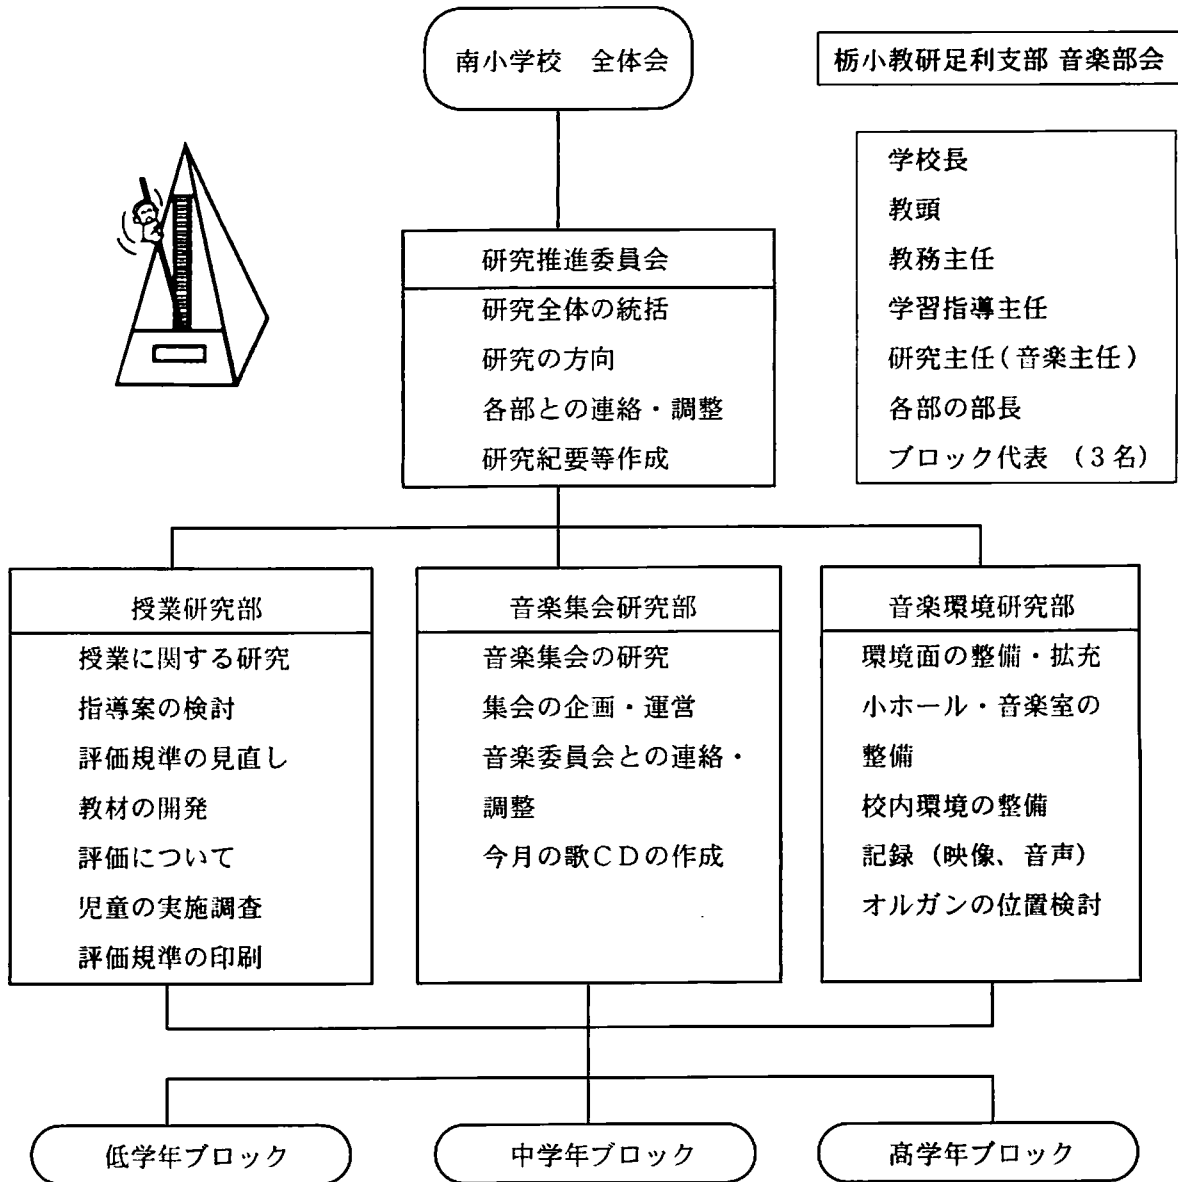 南小学校　全体会
栃小教研足利支部 音楽部会
学校長
教頭
教務主任
学習指導主任
研究主任(音楽主任)
各部の部長
ブロック代表 (3名)
研究推進委員会
研究全体の統括
研究の方向
各部との連絡・調整
研究紀要等作成
授業研究部
授業に関する研究
指導案の検討
評価規準の見直し
教材の開発
評価について
児童の実施調査
評価規準の印刷
音楽集会研究部
音楽集会の研究
集会の企画・運営
音楽委員会との連絡・
調整
今月の歌CDの作成
音楽環境研究部
環境面の整備・拡充
小ホール・音楽室の
整備
校内環境の整備
記録 (映像、音声)
オルガンの位置検討
低学年ブロック
中学年ブロック
高学年ブロック